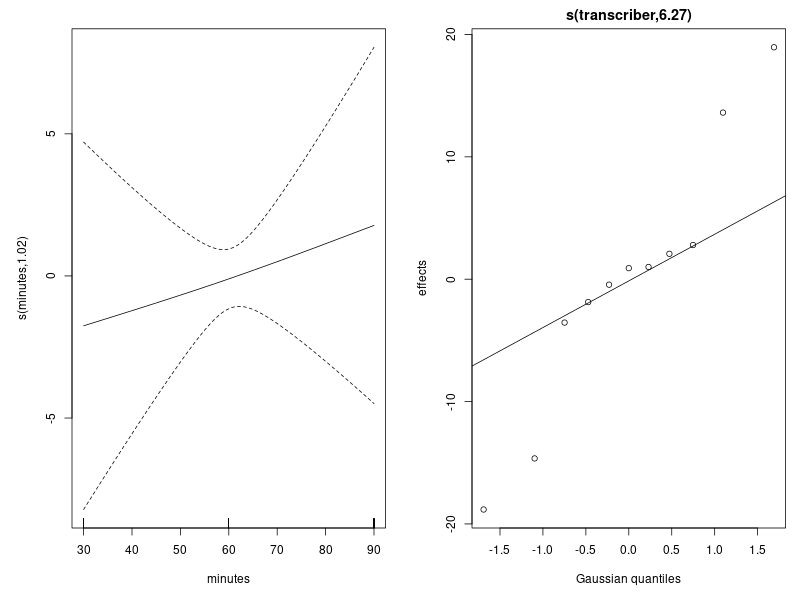 s(transcriber,6.27)
s(minutes,1.02)
5
0
-5
30 40 50 60 70 80 90
minutes
effects
20
10
0
-10
-20
-1.5 -1.0 -0.5 0.0 0.5 1.0 1.5
Gaussian quantiles